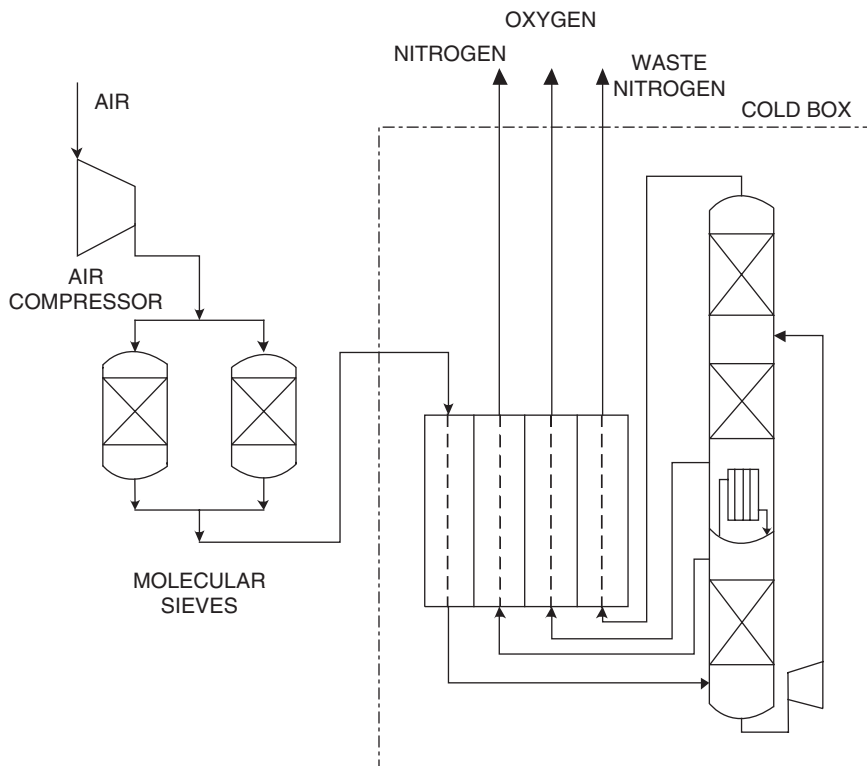 OXYGEN
NITROGEN
WASTE
NITROGEN
AIR
COLD BOX
AIR
COMPRESSOR
MOLECULAR
SIEVES